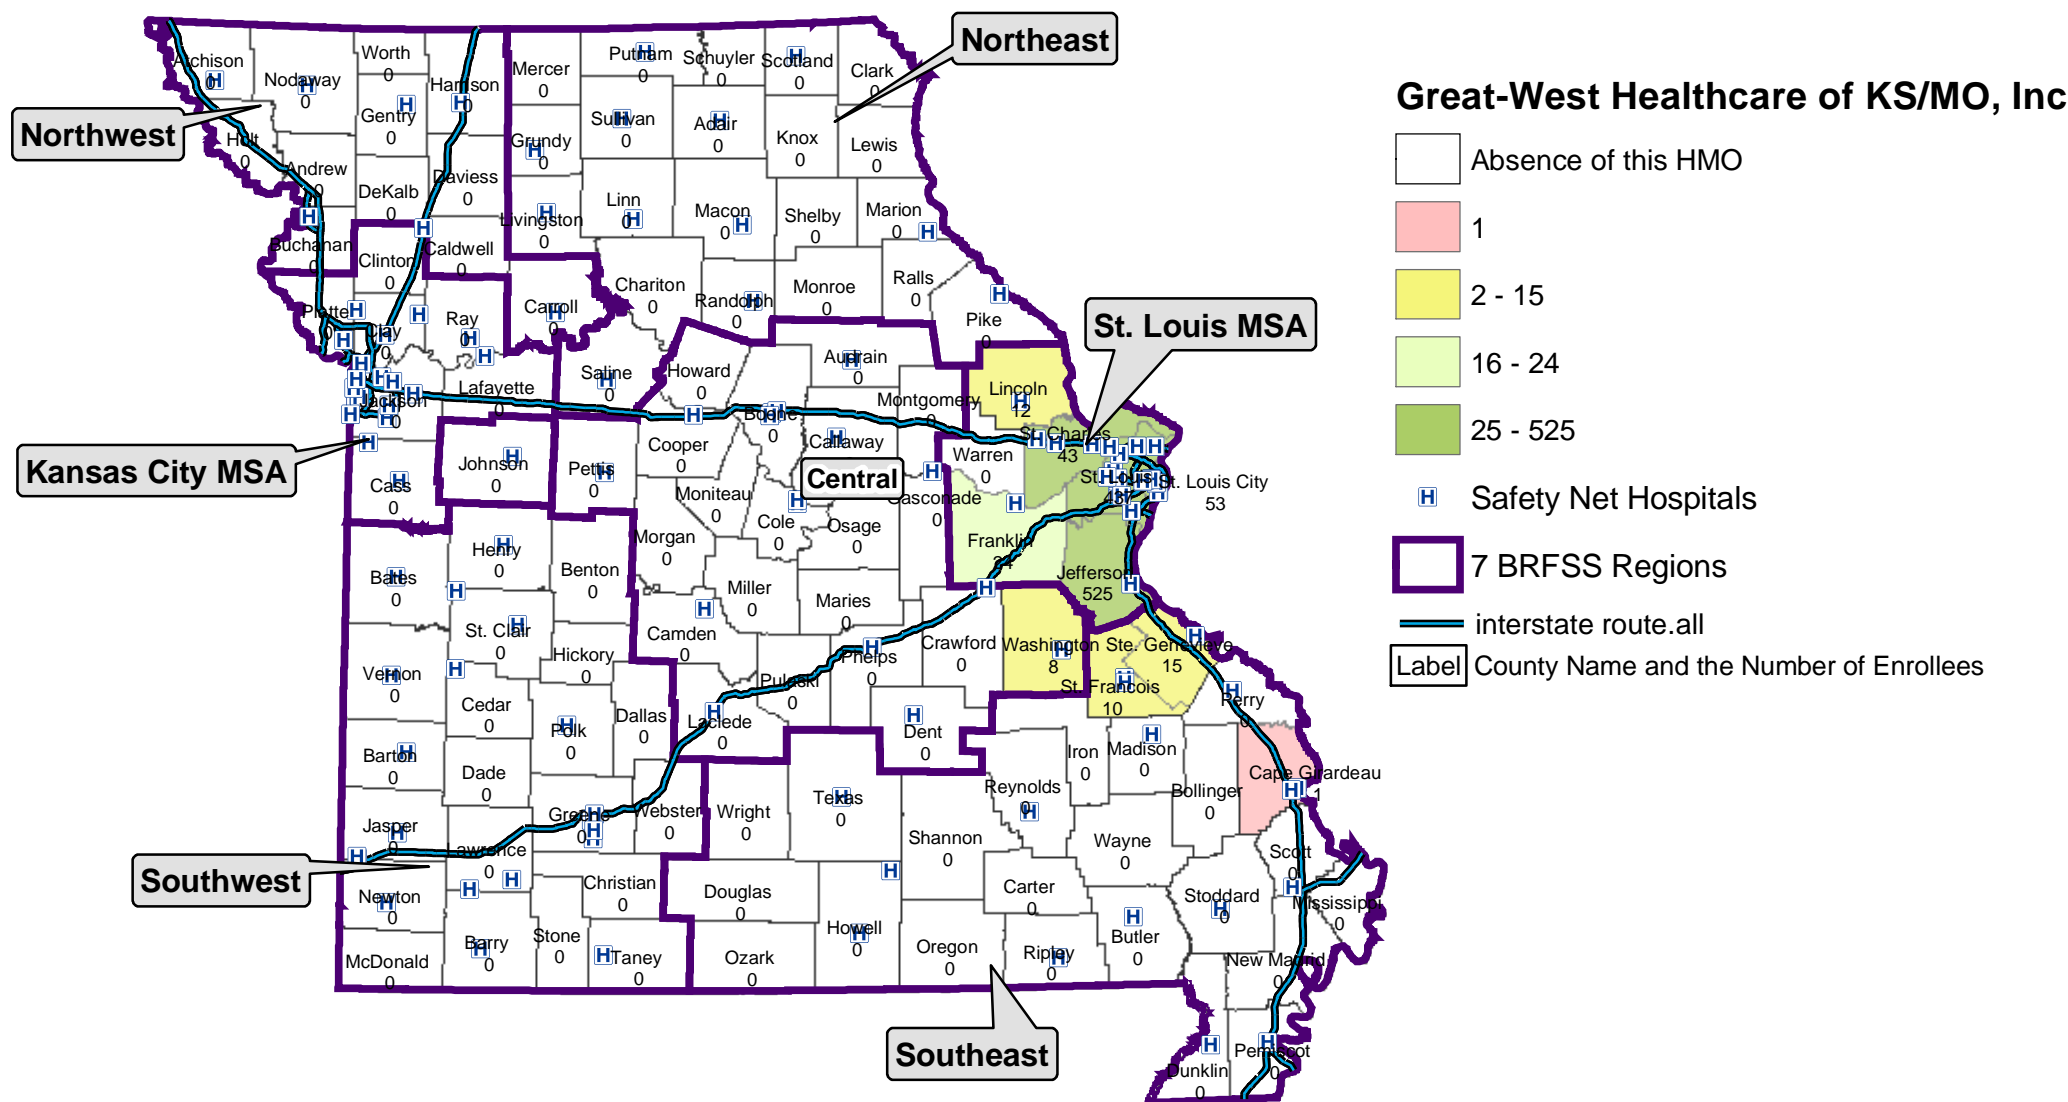 Northeast
Northwest
Atchison
0
Nodaway
0
Worth
0
Harrison
0
Mercer
0
Putnam
0
Schuyler
0
Scotland
0
Clark
0
Gentry
0
Sullivan
0
Adair
0
Knox
0
Lewis
0
Grundy
0
Holt
0
Andrew
0
DeKalb
0
Daviess
0
Livingston
0
Linn
0
Macon
0
Shelby
0
Marion
0
Buchanan
0
Clinton
0
Caldwell
0
Chariton
0
Carroll
0
Randolph
0
Monroe
0
Ralls
0
Pike
0
Platte
0
Clay
0
Ray
0
St. Louis MSA
Saline
0
Howard
0
Audrain
0
Lincoln
12
Lafayette
0
Jackson
0
Boone
0
Callaway
Montgomery
0
St. Charles
43
Kansas City MSA
Cass
0
Johnson
0
Pettis
0
Cooper
0
Moniteau
0
Central
Cole
0
Osage
0
Gasconade
0
Warren
0
St. Louis
437
St. Louis City
53
Franklin
24
Jefferson
525
Bates
0
Henry
0
Benton
0
Morgan
0
Miller
0
Maries
0
Camden
0
St. Clair
0
Hickory
0
Vernon
0
Cedar
0
Polk
0
Dallas
0
Laclede
0
Pulaski
0
Phelps
0
Crawford
0
Washington
8
Ste. Genevieve
15
St. Francois
10
Perry
0
Dent
0
Barton
0
Dade
0
Iron
0
Madison
0
Cape Girardeau
1
Bollinger
0
Reynolds
0
Jasper
0
Lawrence
0
Greene
0
Webster
0
Wright
0
Texas
0
Shannon
0
Wayne
0
Scott
0
Southwest
Newton
0
Christian
0
Douglas
0
Carter
0
Stoddard
0
Mississippi
0
McDonald
0
Barry
0
Stone
0
Taney
0
Ozark
0
Howell
0
Oregon
0
Ripley
0
Butler
0
New Madrid
0
Southeast
Dunklin
0
Pemiscot
0
Great-West Healthcare of KS/MO, Inc
Absence of this HMO
1
2 - 15
16 - 24
25 - 525
H Safety Net Hospitals
7 BRFSS Regions
interstate route.all
Label County Name and the Number of Enrollees